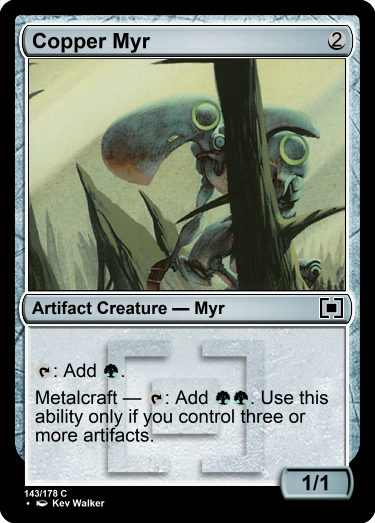 Copper Myr 2
Artifact Creature — Myr
: Add .
Metalcraft — : Add . Use this
ability only if you control three or
more artifacts.
1/1
143/178 C
• Kev Walker